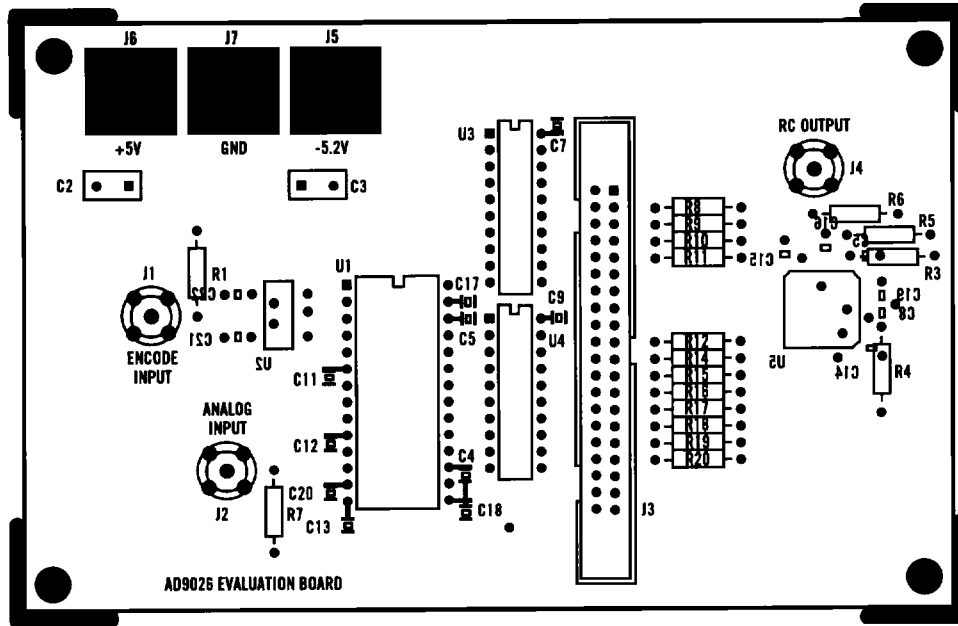 J6 J7 J5
+5V GND -5.2V
C2 C3
U3 C7
RC OUTPUT
J4
R6
C16
R5
C15
R3
R8
R9
R10
R11
J1
R1
C22
U1
C17
C19
C8
C9
C5
U4
C21
U2
ENCODE
INPUT
U5
C14
R4
R12
R14
R15
R16
R17
R18
R19
R20
C11
ANALOG
INPUT
C12
C4
C20
J2
R7
C13
C18
J3
AD9026 EVALUATION BOARD